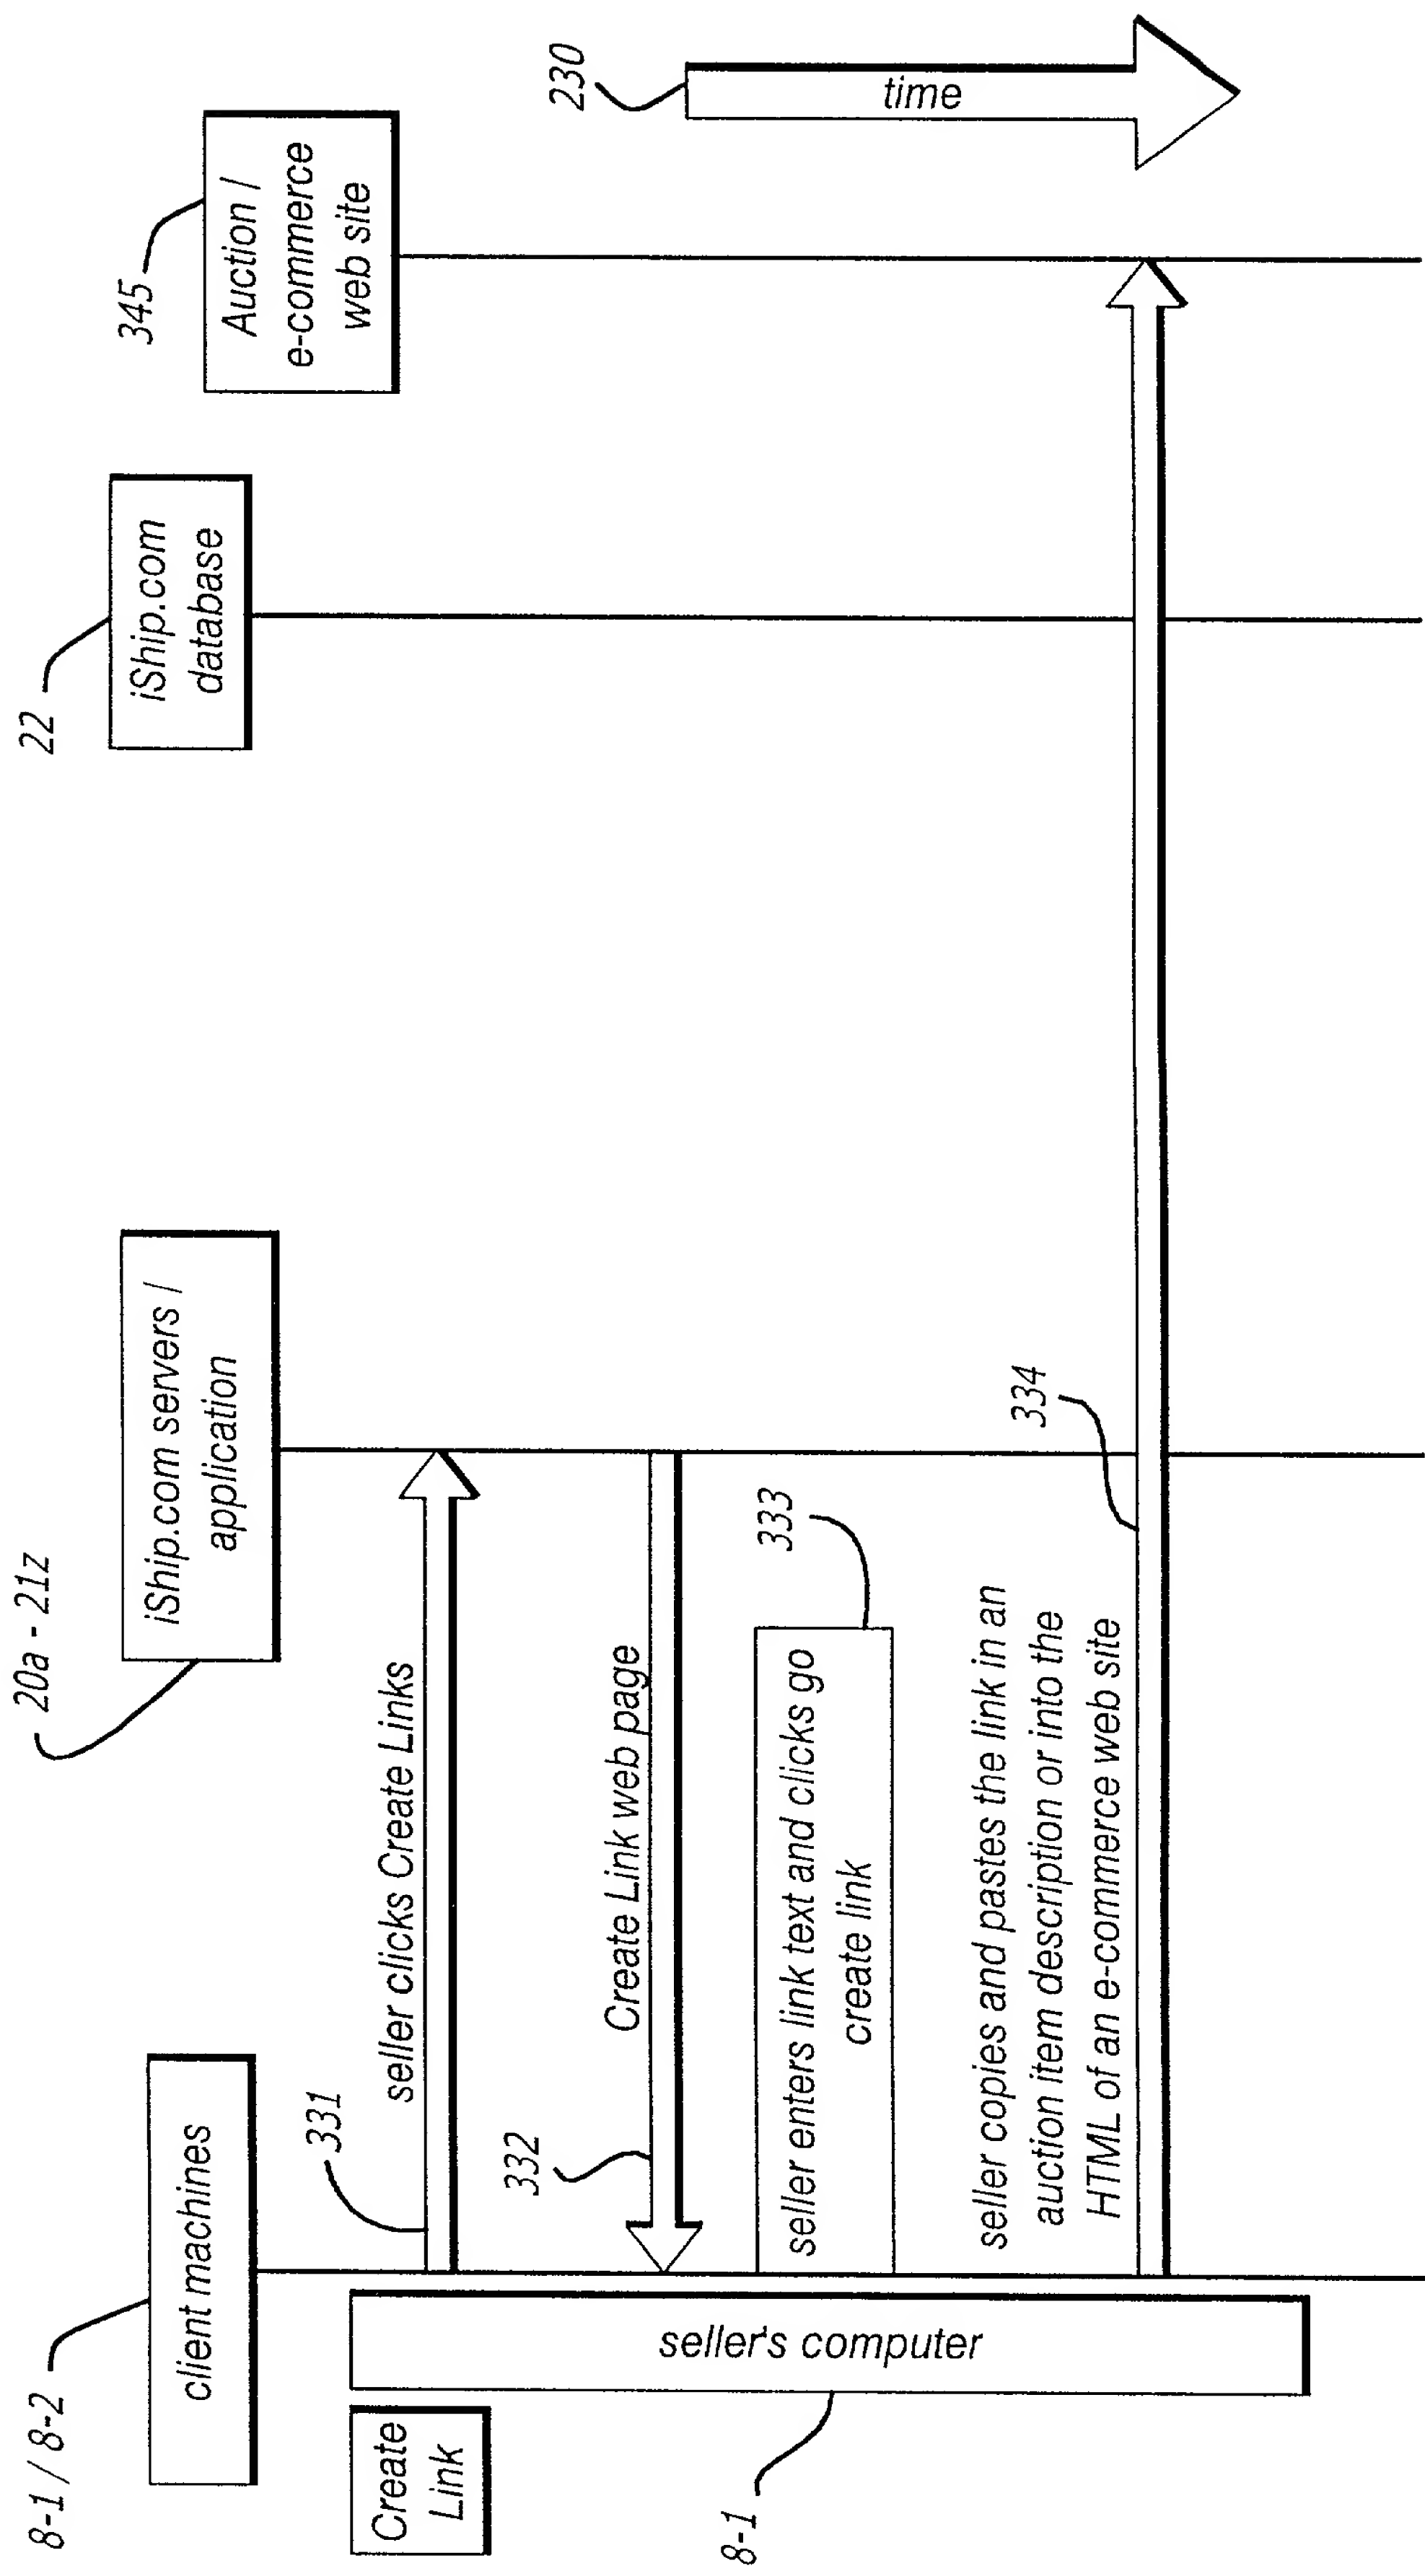 8-1 / 8-2
client machines
20a - 21z
iShip.com servers /
application
22
iShip.com
database
345
Auction /
e-commerce
web site
230
time
Create
Link
8-1
seller's computer
331
seller clicks Create Links
332
Create Link web page
333
seller enters link text and clicks go
create link
334
seller copies and pastes the link in an
auction item description or into the
HTML of an e-commerce web site